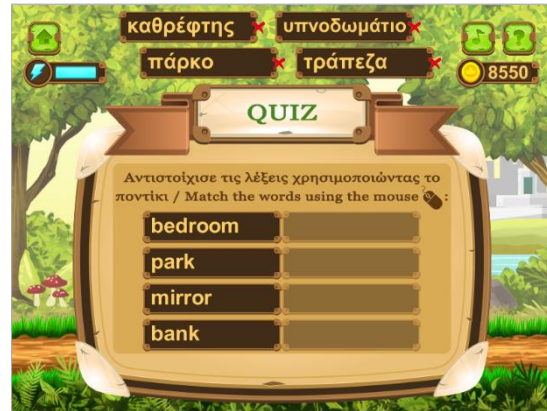 καθρέφτης υπνοδωμάτιο
πάρκο τράπεζα
8550
QUIZ
Αντιστοίχισε τις λέξεις χρησιμοποιώντας το
ποντίκι / Match the words using the mouse :
bedroom
park
mirror
bank